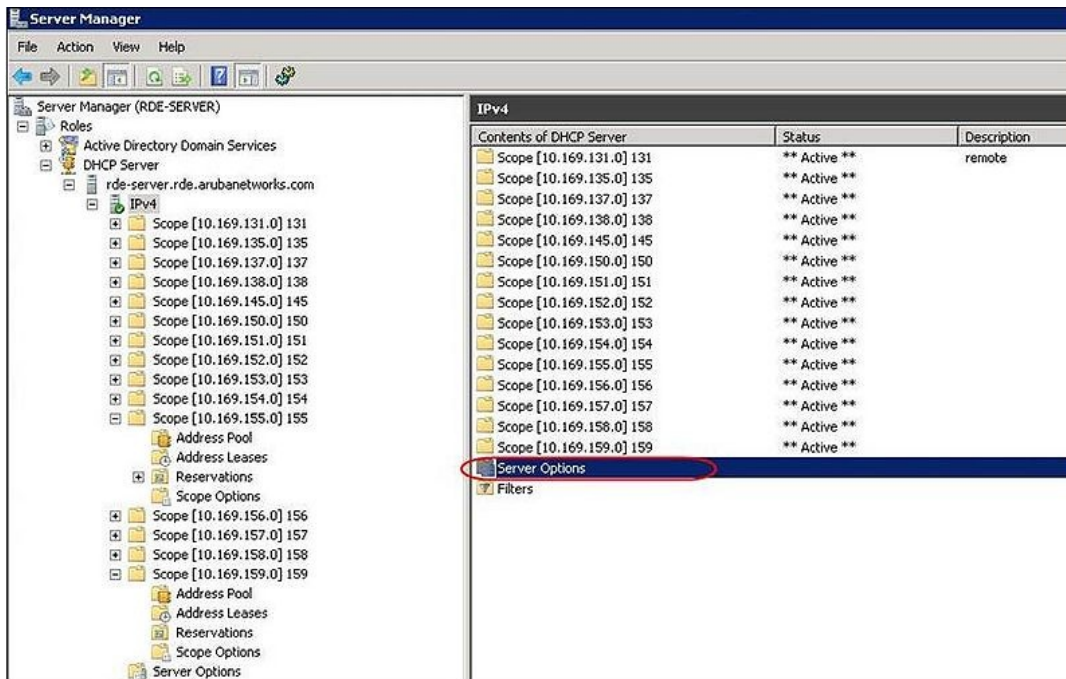 Server Manager
File Action View Help
Server Manager (RDE-SERVER)
Roles
Active Directory Domain Services
DHCP Server
rde-server.rde.arubanetworks.com
IPv4
Scope [10.169.131.0] 131
Scope [10.169.135.0] 135
Scope [10.169.137.0] 137
Scope [10.169.138.0] 138
Scope [10.169.145.0] 145
Scope [10.169.150.0] 150
Scope [10.169.151.0] 151
Scope [10.169.152.0] 152
Scope [10.169.153.0] 153
Scope [10.169.154.0] 154
Scope [10.169.155.0] 155
Address Pool
Address Leases
Reservations
Scope Options
Scope [10.169.156.0] 156
Scope [10.169.157.0] 157
Scope [10.169.158.0] 158
Scope [10.169.159.0] 159
Address Pool
Address Leases
Reservations
Scope Options
Server Options
IPv4
Contents of DHCP Server Status Description
Scope [10.169.131.0] 131 ** Active ** remote
Scope [10.169.135.0] 135 ** Active **
Scope [10.169.137.0] 137 ** Active **
Scope [10.169.138.0] 138 ** Active **
Scope [10.169.145.0] 145 ** Active **
Scope [10.169.150.0] 150 ** Active **
Scope [10.169.151.0] 151 ** Active **
Scope [10.169.152.0] 152 ** Active **
Scope [10.169.153.0] 153 ** Active **
Scope [10.169.154.0] 154 ** Active **
Scope [10.169.155.0] 155 ** Active **
Scope [10.169.156.0] 156 ** Active **
Scope [10.169.157.0] 157 ** Active **
Scope [10.169.158.0] 158 ** Active **
Scope [10.169.159.0] 159 ** Active **
Server Options
Filters